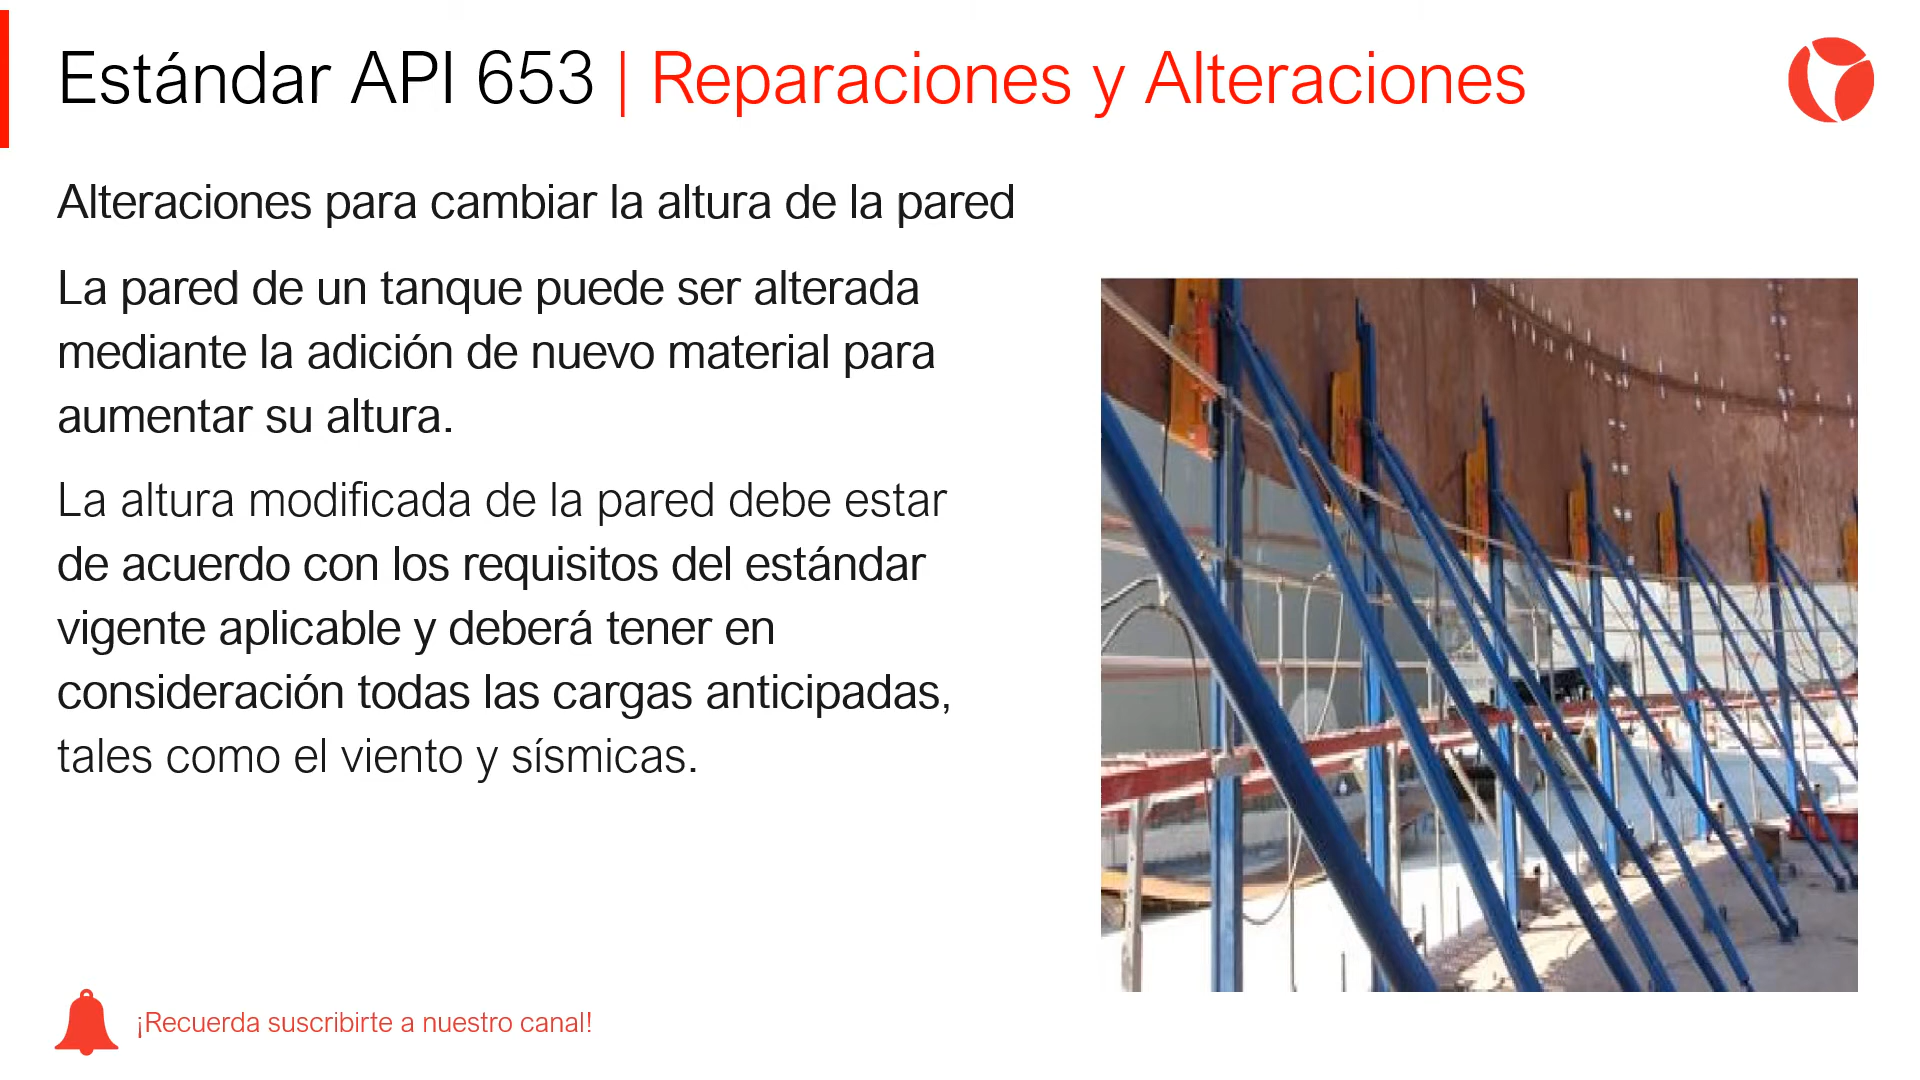 Estándar API 653 | Reparaciones y Alteraciones
Alteraciones para cambiar la altura de la pared
La pared de un tanque puede ser alterada
mediante la adición de nuevo material para
aumentar su altura.
La altura modificada de la pared debe estar
de acuerdo con los requisitos del estándar
vigente aplicable y deberá tener en
consideración todas las cargas anticipadas,
tales como el viento y sísmicas.
¡Recuerda suscribirte a nuestro canal!